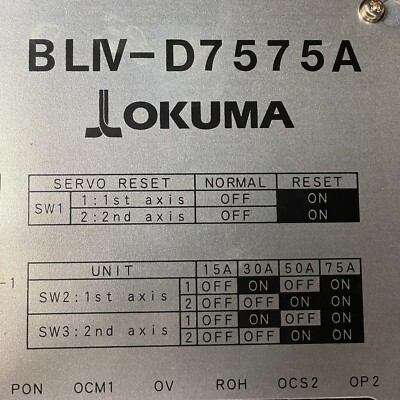 BLIV-D7575A
OKUMA
SERVO RESET NORMAL RESET
SW1 1:1st axis OFF ON
2:2nd axis OFF ON
UNIT 15A 30A 50A 75A
-1
SW2:1st axis 1 OFF ON OFF ON
2 OFF OFF ON ON
SW3:2nd axis 1 OFF ON OFF ON
2 OFF OFF ON ON
PON OCM1 OV ROH OCS2 OP2